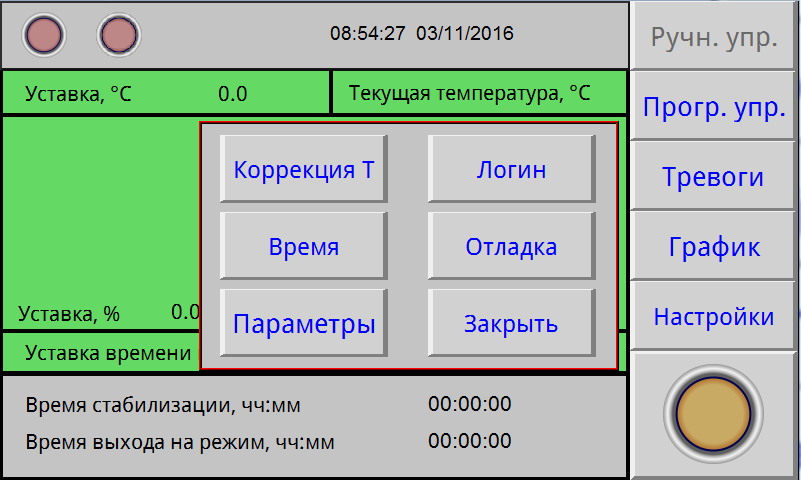 08:54:27 03/11/2016
Ручн. упр.
Уставка, °C 0.0
Текущая температура, °C
Прогр. упр.
Коррекция Т
Логин
Тревоги
Время
Отладка
График
Уставка, % 0.0
Параметры
Закрыть
Настройки
Уставка времени
Время стабилизации, чч:мм 00:00:00
Время выхода на режим, чч:мм 00:00:00